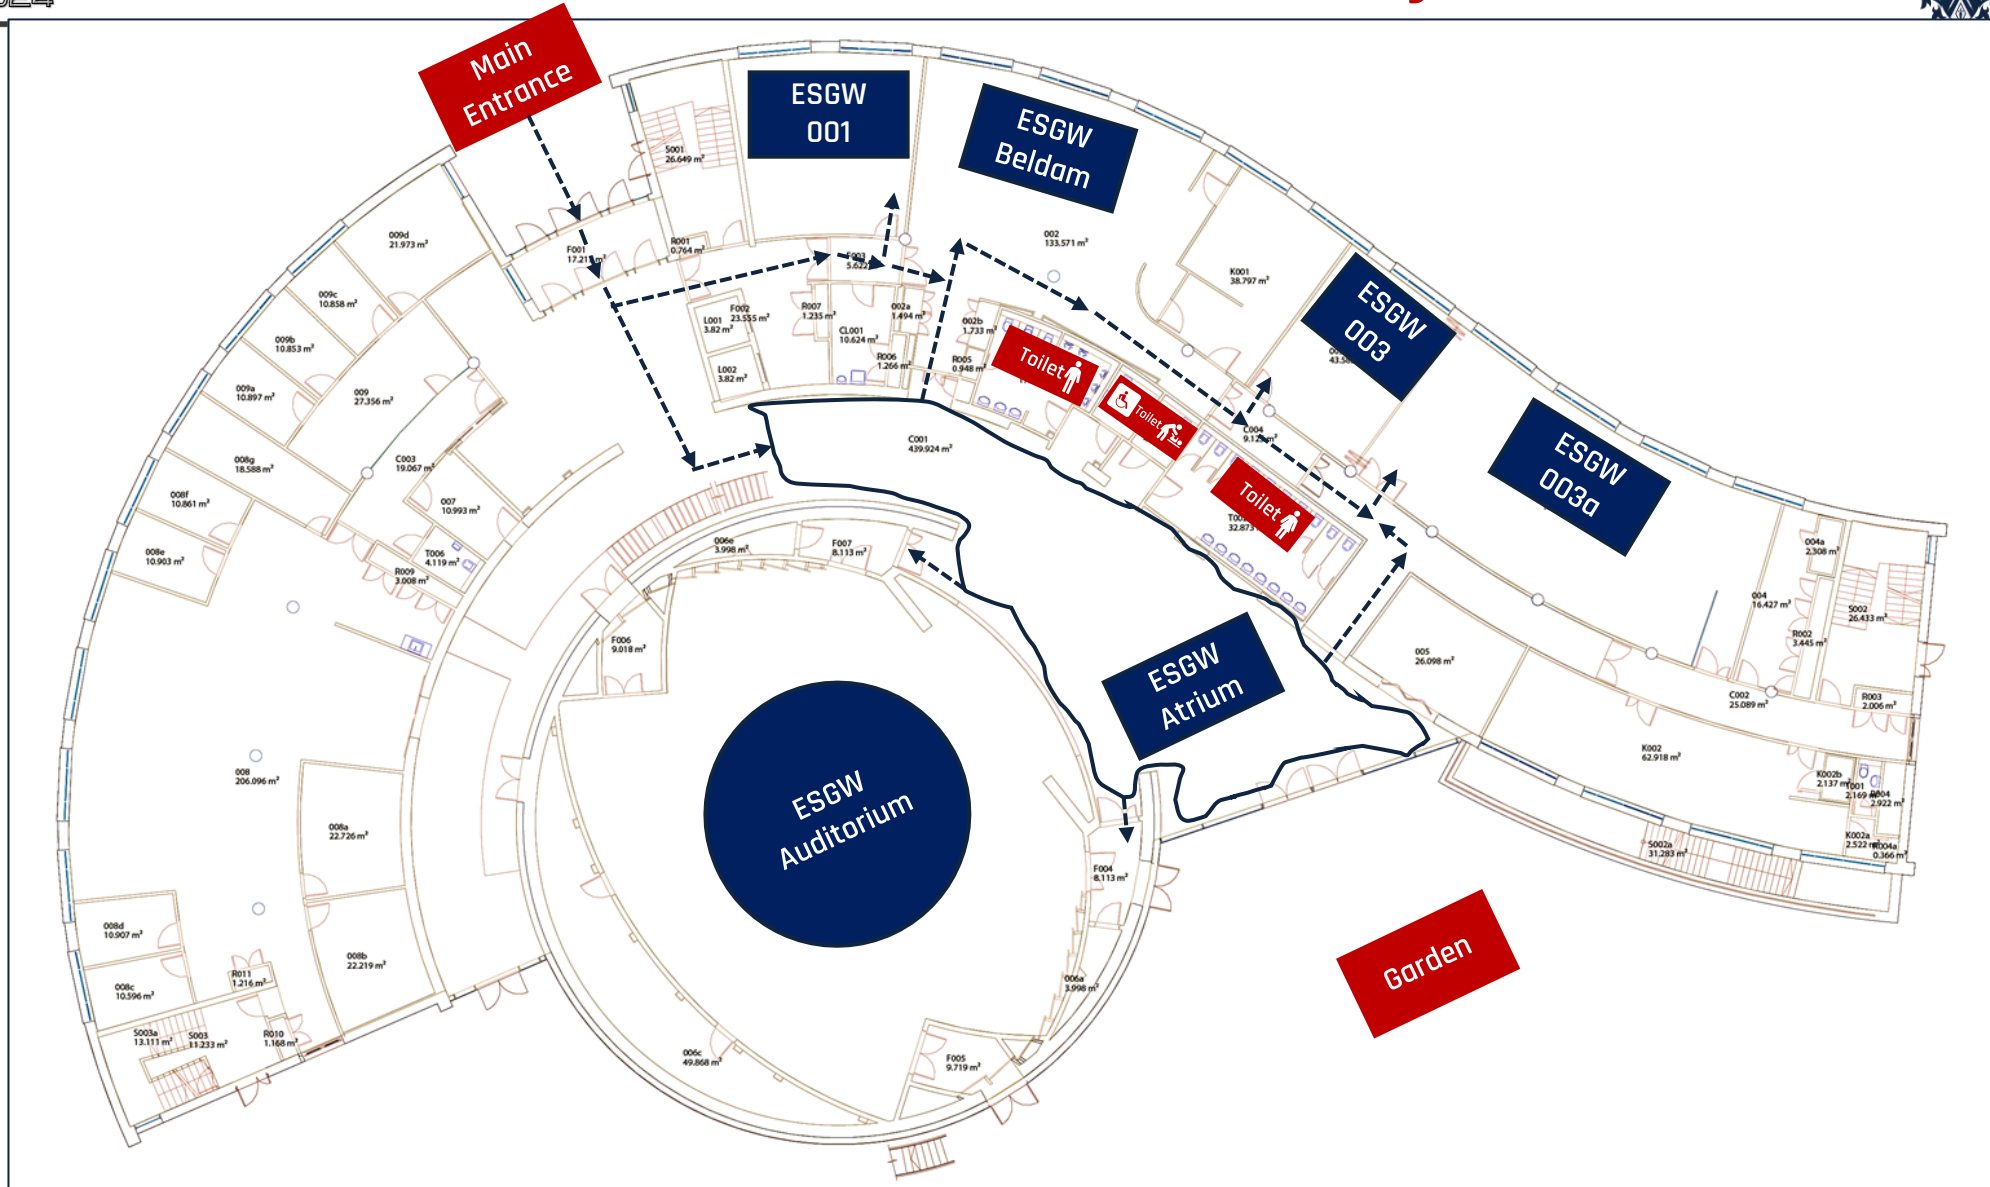 Main
Entrance
ESGW
001
ESGW
Beldam
ESGW
003
ESGW
003a
Toilet
Toilet
Toilet
ESGW
Atrium
ESGW
Auditorium
Garden
S001
26.649 m²
009d
21.973 m²
F001
R001
0.764 m²
F003
002
133.571 m²
K001
38.797 m²
009c
10.858 m²
F002
23.555 m²
L001
3.82 m²
R007
1.235 m²
002a
1.494 m²
CL001
10.624 m²
002b
1.733 m²
009b
10.853 m²
R006
1.266 m²
R005
0.948 m²
L002
3.82 m²
009a
10.897 m²
009
27.356 m²
C001
439.924 m²
C004
008g
18.588 m²
C003
19.067 m²
008f
10.861 m²
007
10.993 m²
008e
10.903 m²
T006
4.119 m²
R009
3.008 m²
006e
3.998 m²
F007
8.113 m²
004a
2.308 m²
004
16.427 m²
S002
26.433 m²
R002
3.445 m²
F006
9.018 m²
005
26.098 m²
C002
25.089 m²
R003
2.006 m²
K002
62.918 m²
008
206.096 m²
K002b
2.137 m²
2.169 m²
2.922 m²
008a
22.726 m²
K002a
2.522 m²
R004a
0.366 m²
S002a
31.283 m²
F004
8.113 m²
008d
10.907 m²
008b
22.219 m²
R011
1.216 m²
008c
10.596 m²
006a
3.998 m²
S003a
13.111 m²
S003
11.233 m²
R010
1.168 m²
006c
49.868 m²
F005
9.719 m²